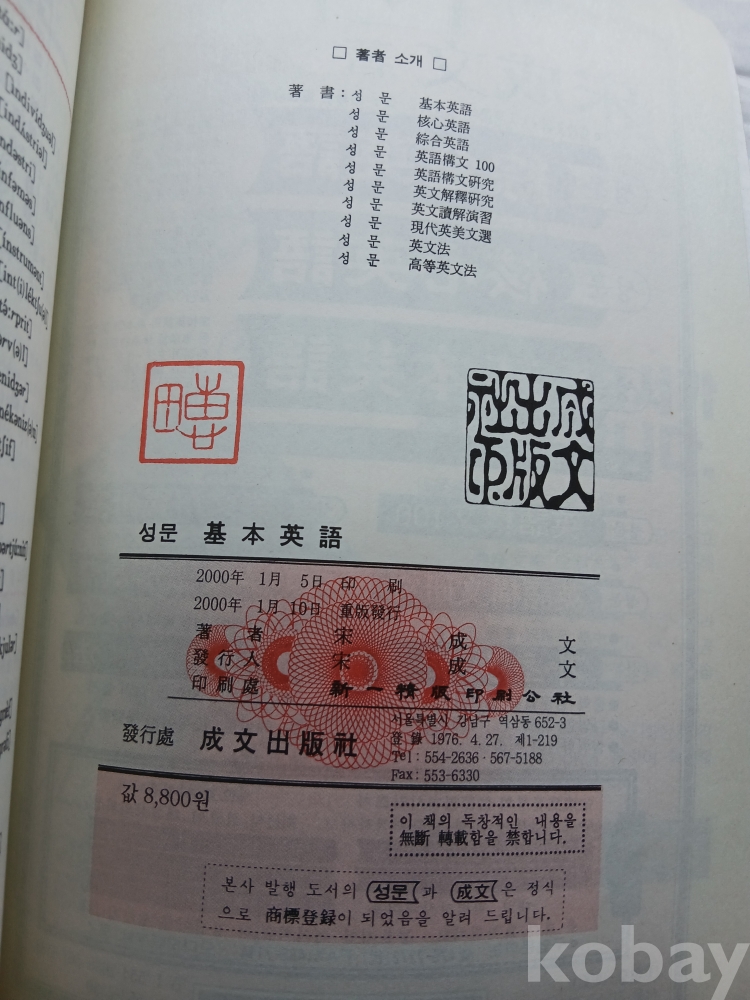 □ 著者 소개 □
著 書 : 성 문 基本英語
성 문 核心英語
성 문 綜合英語
성 문 英語構文 100
성 문 英語構文硏究
성 문 英文解釋硏究
성 문 英文讀解演習
성 문 現代英美文選
성 문 英文法
성 문 高等英文法
[indivídʒuəl]
[indʌ́striəl]
成文出版社印
성문 基本英語
2000年 1月 5日 印 刷
2000年 1月 10日 重版發行
著 者 宋 成 文
發行人 宋 成 文
印刷處 新一精版印刷公社
發行處 成文出版社
서울특별시 강남구 역삼동 652-3
登錄 1976. 4. 27. 제1-219
Tel : 554-2636 · 567-5188
Fax : 553-6330
값 8,800원
이 책의 독창적인 내용을
無斷 轉載함을 禁합니다.
본사 발행 도서의 성문 과 成文 은 정식
으로 商標登錄이 되었음을 알려 드립니다.
kobay